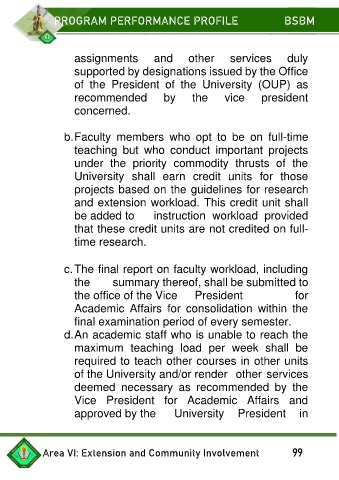 PROGRAM PERFORMANCE PROFILE BSBM
assignments and other services duly
supported by designations issued by the Office
of the President of the University (OUP) as
recommended by the vice president
concerned.
b.Faculty members who opt to be on full-time
teaching but who conduct important projects
under the priority commodity thrusts of the
University shall earn credit units for those
projects based on the guidelines for research
and extension workload. This credit unit shall
be added to instruction workload provided
that these credit units are not credited on full-
time research.
c.The final report on faculty workload, including
the summary thereof, shall be submitted to
the office of the Vice President for
Academic Affairs for consolidation within the
final examination period of every semester.
d.An academic staff who is unable to reach the
maximum teaching load per week shall be
required to teach other courses in other units
of the University and/or render other services
deemed necessary as recommended by the
Vice President for Academic Affairs and
approved by the University President in
Area VI: Extension and Community Involvement 99